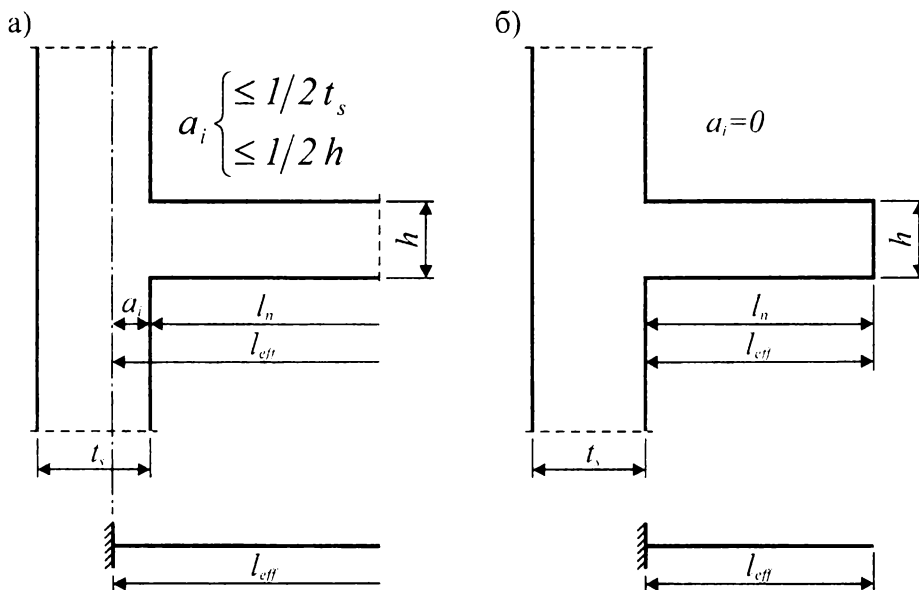 а)
a_i { ≤ 1/2 t_s
≤ 1/2 h
h
a_i
l_n
l_eff
t_s
l_eff
б)
a_i=0
h
l_n
l_eff
t_s
l_eff